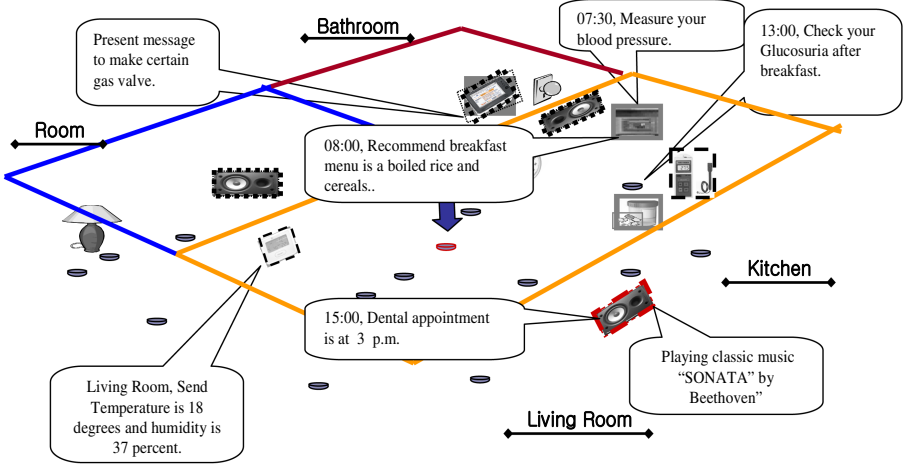 Bathroom
07:30, Measure your
blood pressure.
13:00, Check your
Glucosuria after
breakfast.
Present message
to make certain
gas valve.
Room
08:00, Recommend breakfast
menu is a boiled rice and
cereals..
Kitchen
15:00, Dental appointment
is at 3 p.m.
Living Room, Send
Temperature is 18
degrees and humidity is
37 percent.
Playing classic music
“SONATA” by
Beethoven”
Living Room